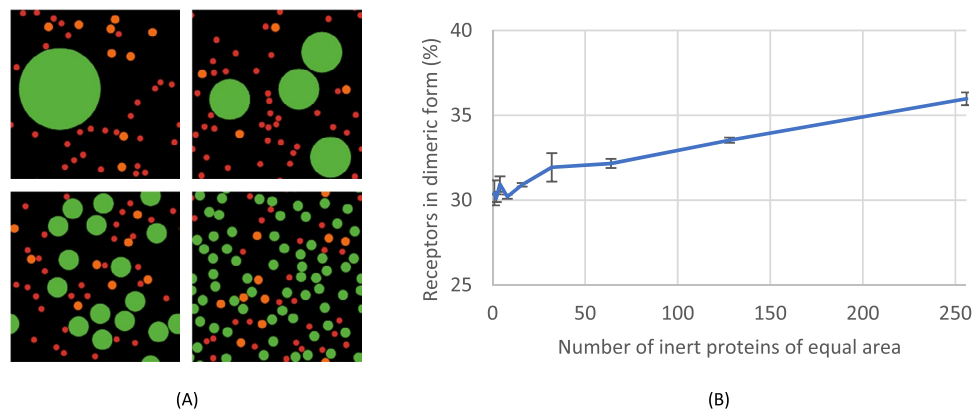 40
35
30
25
Receptors in dimeric form (%)
0 50 100 150 200 250
Number of inert proteins of equal area
(A) (B)